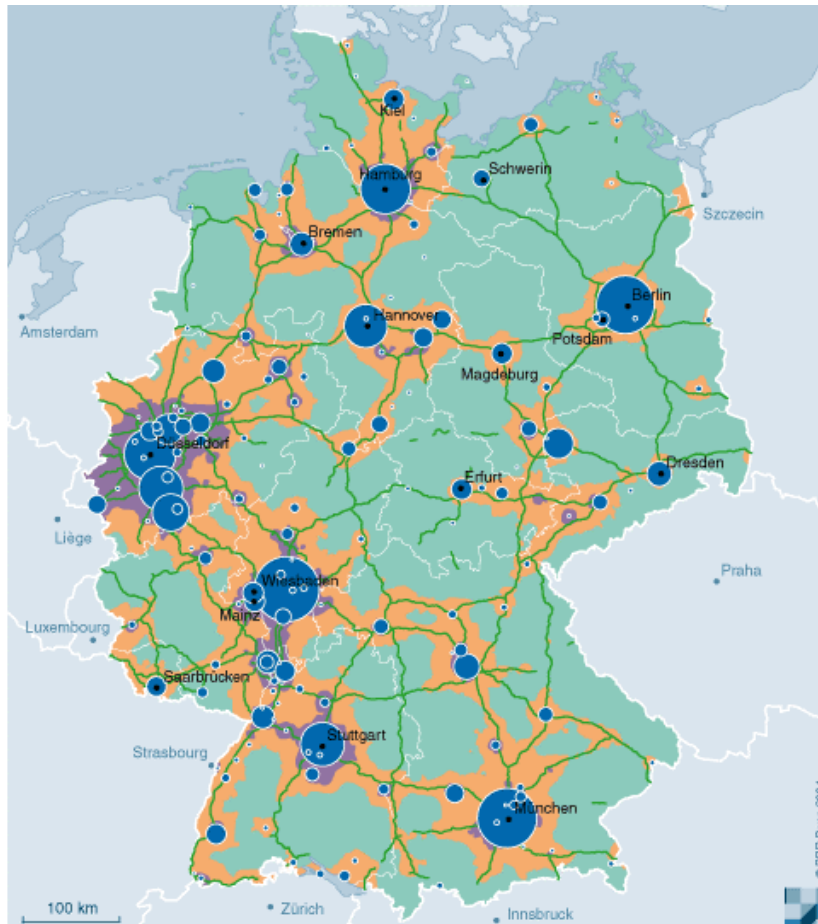 Kiel
Hamburg
Schwerin
Szczecin
Bremen
Berlin
Amsterdam
Hannover
Potsdam
Magdeburg
Düsseldorf
Dresden
Erfurt
Liège
Praha
Wiesbaden
Mainz
Luxembourg
Saarbrücken
Stuttgart
Strasbourg
München
100 km
Zürich
Innsbruck